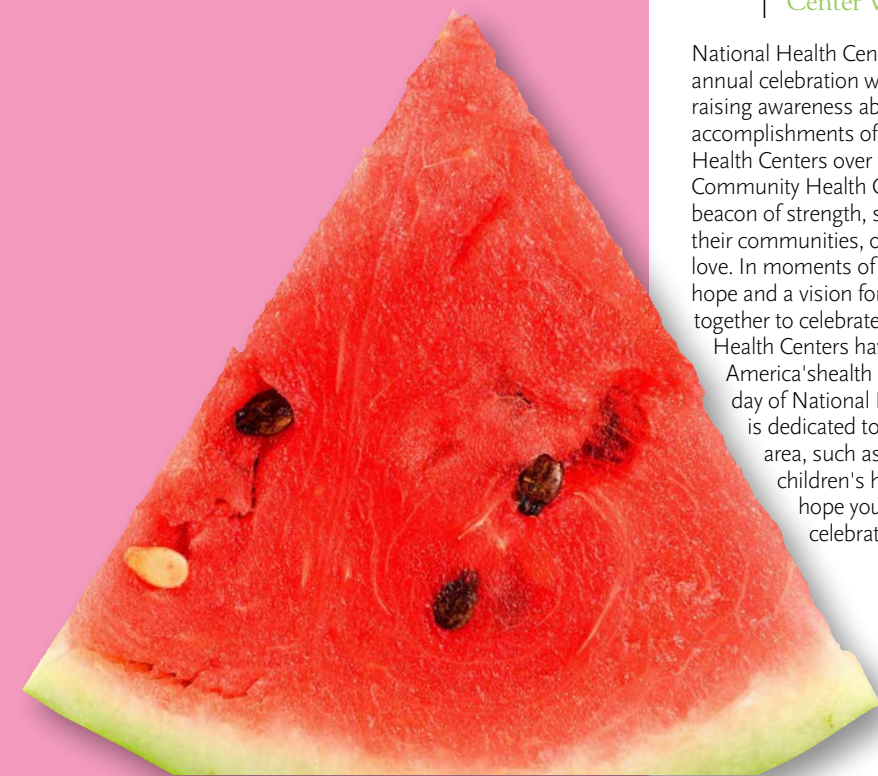 Center
National Health Cen
annual celebration w
raising awareness ab
accomplishments of
Health Centers over
Community Health
beacon of strength, s
their communities, o
love. In moments of
hope and a vision for
together to celebrate
Health Centers hav
America'shealth
day of National
is dedicated to
area, such as
children's h
hope you
celebrat